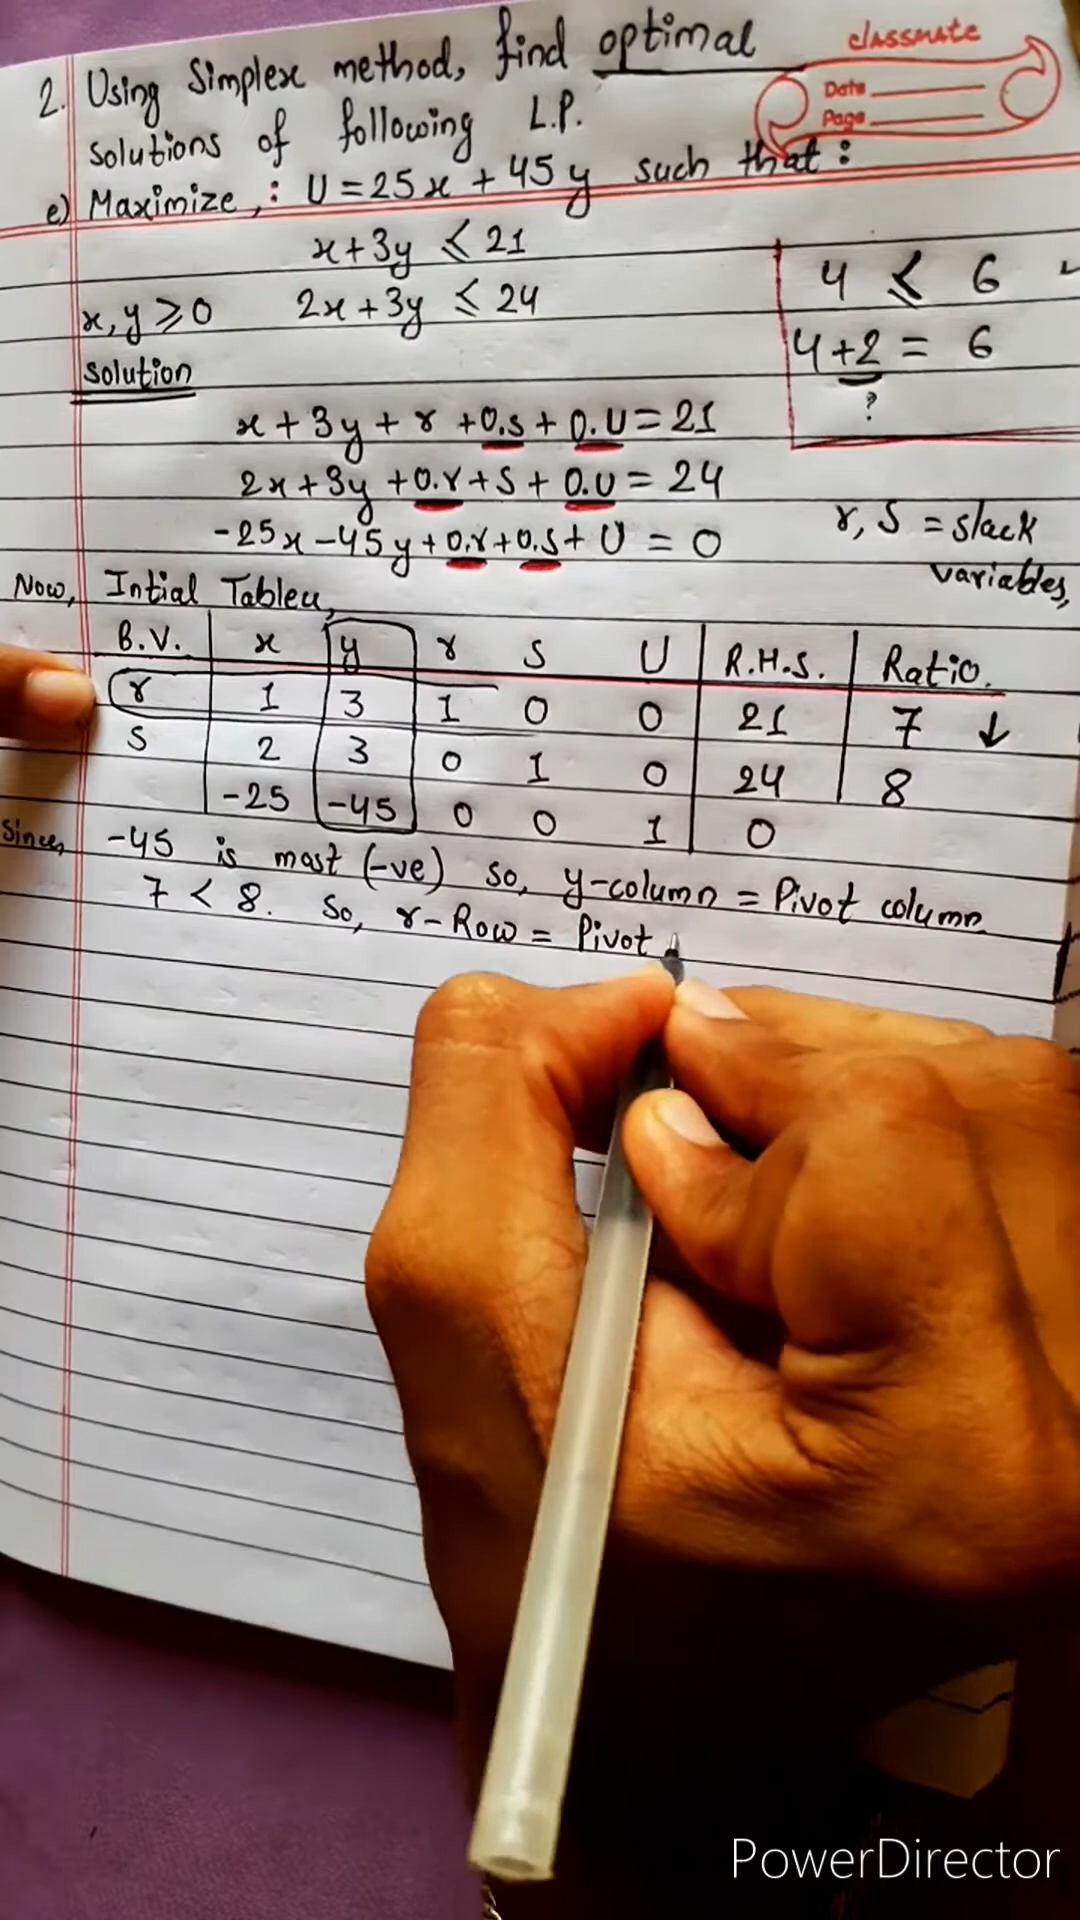 classmate
Date
Page
2. Using Simplex method, find optimal
solutions of following L.P.
e) Maximize,: U = 25x + 45y such that:
x + 3y ≤ 21
x, y ≥ 0 2x + 3y ≤ 24
4 ≤ 6
4 + 2 = 6
?
Solution
x + 3y + r + 0.s + 0.U = 21
2x + 3y + 0.r + s + 0.U = 24
-25x - 45y + 0.r + 0.s + U = 0
r, s = slack
variables,
Now, Intial Tableu,
B.V. x y r s U R.H.S. Ratio.
r 1 3 1 0 0 21 7 ↓
s 2 3 0 1 0 24 8
-25 -45 0 0 1 0
Since, -45 is most (-ve) so, y-column = Pivot column
7 < 8. So, r-Row = Pivot
PowerDirector